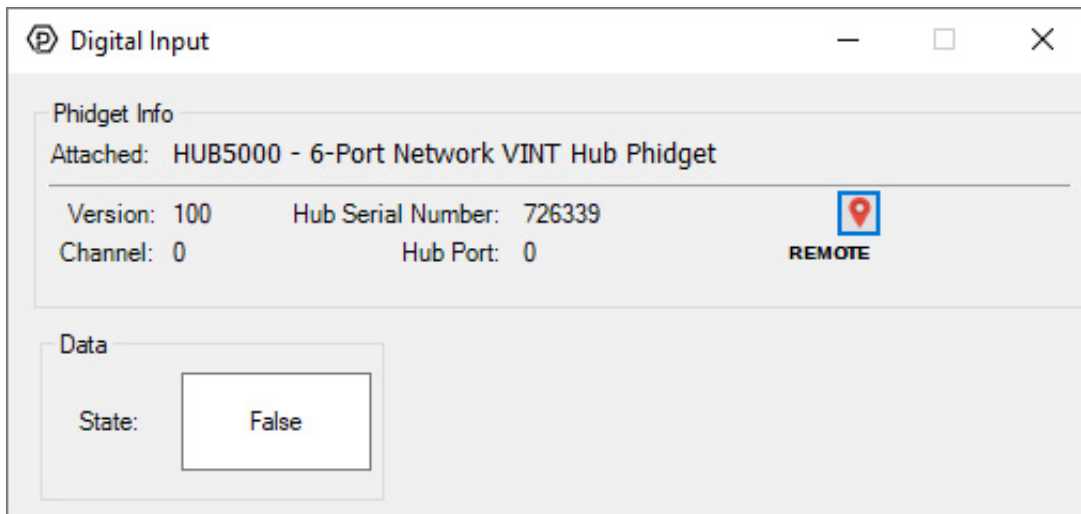 Digital Input
Phidget Info
Attached: HUB5000 - 6-Port Network VINT Hub Phidget
Version: 100 Hub Serial Number: 726339
Channel: 0 Hub Port: 0 REMOTE
Data
State: False